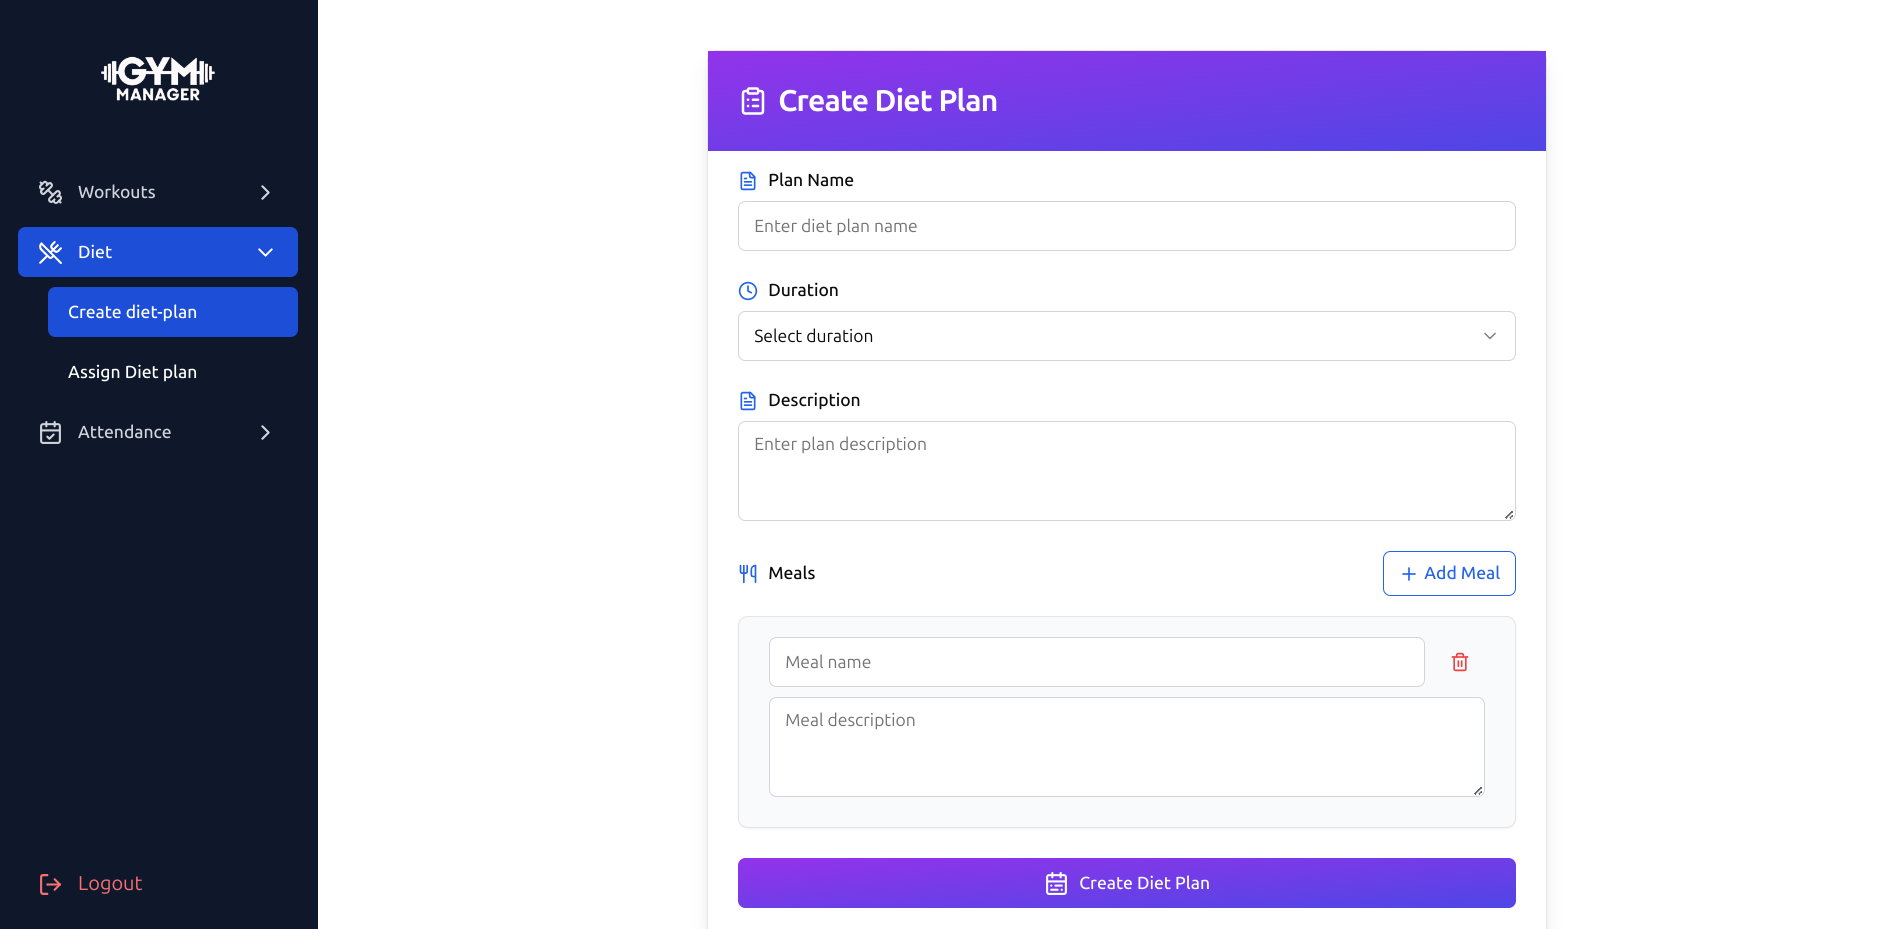 GYM
MANAGER
Workouts
Diet
Create diet-plan
Assign Diet plan
Attendance
Logout
Create Diet Plan
Plan Name
Enter diet plan name
Duration
Select duration
Description
Enter plan description
Meals
Add Meal
Meal name
Meal description
Create Diet Plan